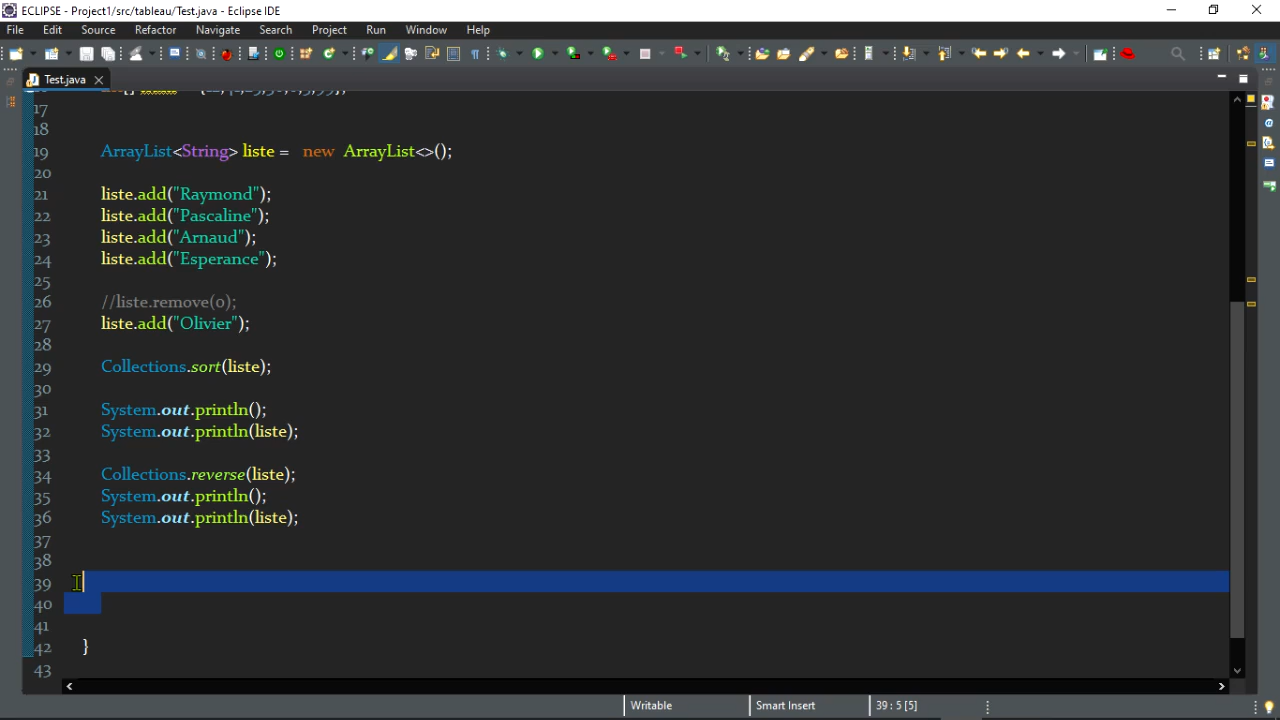 ECLIPSE - Project1/src/tableau/Test.java - Eclipse IDE
File Edit Source Refactor Navigate Search Project Run Window Help
Test.java
17
18
19 ArrayList<String> liste = new ArrayList<>();
20
21 liste.add("Raymond");
22 liste.add("Pascaline");
23 liste.add("Arnaud");
24 liste.add("Esperance");
25
26 //liste.remove(0);
27 liste.add("Olivier");
28
29 Collections.sort(liste);
30
31 System.out.println();
32 System.out.println(liste);
33
34 Collections.reverse(liste);
35 System.out.println();
36 System.out.println(liste);
37
38
39
40
41
42 }
43
Writable Smart Insert 39 : 5 [5]